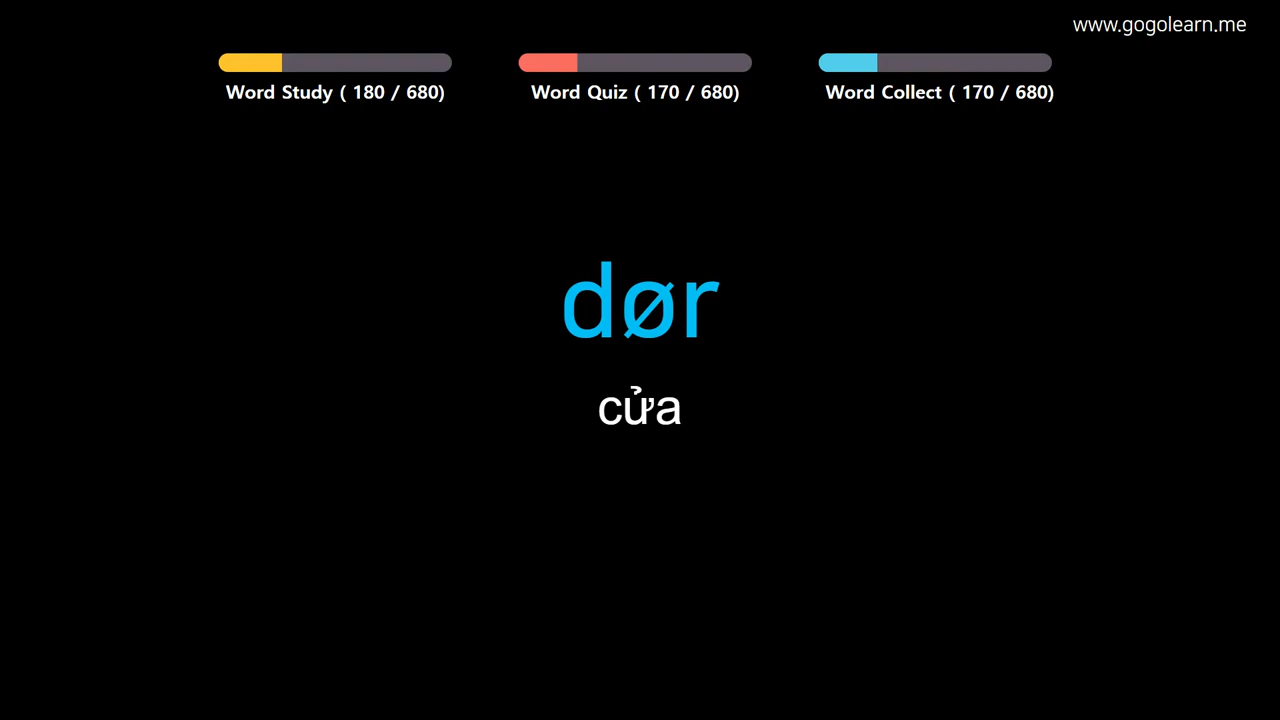 www.gogolearn.me
Word Study ( 180 / 680)
Word Quiz ( 170 / 680)
Word Collect ( 170 / 680)
dør
cửa